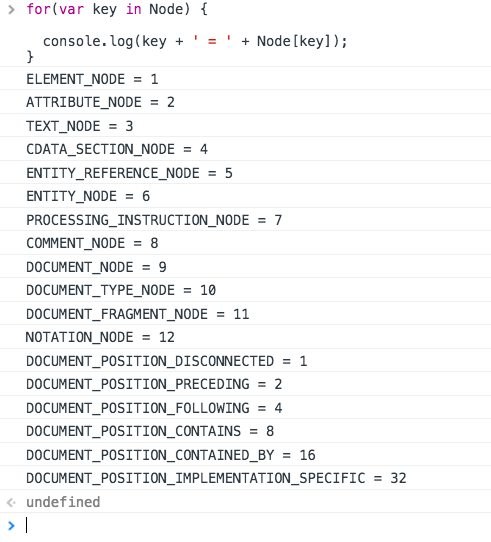 for(var key in Node) {
console.log(key + ' = ' + Node[key]);
}
ELEMENT_NODE = 1
ATTRIBUTE_NODE = 2
TEXT_NODE = 3
CDATA_SECTION_NODE = 4
ENTITY_REFERENCE_NODE = 5
ENTITY_NODE = 6
PROCESSING_INSTRUCTION_NODE = 7
COMMENT_NODE = 8
DOCUMENT_NODE = 9
DOCUMENT_TYPE_NODE = 10
DOCUMENT_FRAGMENT_NODE = 11
NOTATION_NODE = 12
DOCUMENT_POSITION_DISCONNECTED = 1
DOCUMENT_POSITION_PRECEDING = 2
DOCUMENT_POSITION_FOLLOWING = 4
DOCUMENT_POSITION_CONTAINS = 8
DOCUMENT_POSITION_CONTAINED_BY = 16
DOCUMENT_POSITION_IMPLEMENTATION_SPECIFIC = 32
undefined